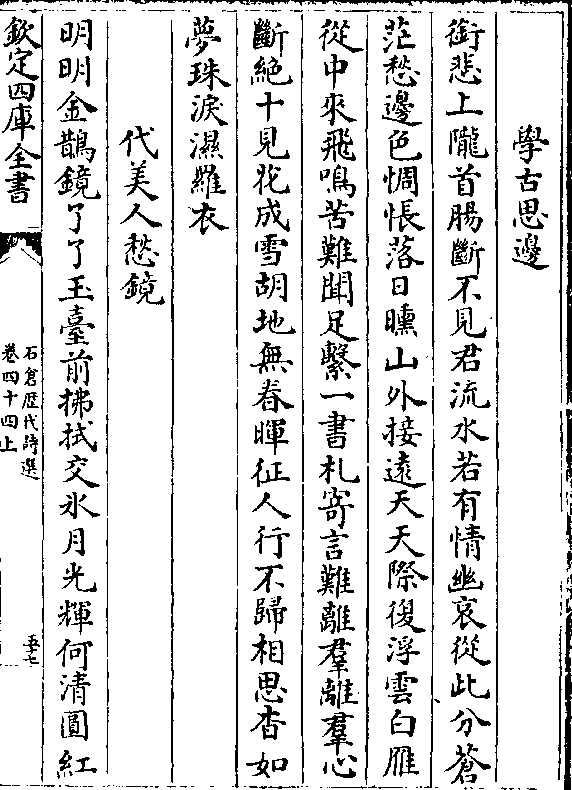 學古思邊
銜悲上隴首腸斷不見君流水若有情幽哀從此分蒼
茫愁邊色惆悵落日曛山外接遠天天際復浮雲白雁
從中來飛鳴苦難聞足繫一書札寄言難離羣離羣心
斷絶十見花成雪胡地無春暉征人行不歸相思杳如
夢珠淚濕羅衣
代美人愁鏡
明明金鵲鏡了了玉臺前拂拭交氷月光輝何清圓紅
欽定四庫全書
石倉歴代詩選
卷四十四上
五十七